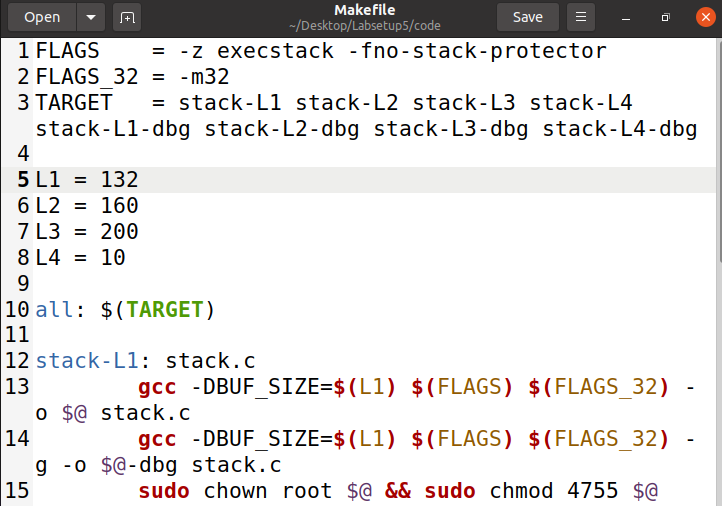 Open
Makefile
~/Desktop/Labsetup5/code
Save
1 FLAGS    = -z execstack -fno-stack-protector
2 FLAGS_32 = -m32
3 TARGET   = stack-L1 stack-L2 stack-L3 stack-L4
stack-L1-dbg stack-L2-dbg stack-L3-dbg stack-L4-dbg
4
5 L1 = 132
6 L2 = 160
7 L3 = 200
8 L4 = 10
9
10 all: $(TARGET)
11
12 stack-L1: stack.c
13 gcc -DBUF_SIZE=$(L1) $(FLAGS) $(FLAGS_32) -
o $@ stack.c
14 gcc -DBUF_SIZE=$(L1) $(FLAGS) $(FLAGS_32) -
g -o $@-dbg stack.c
15 sudo chown root $@ && sudo chmod 4755 $@